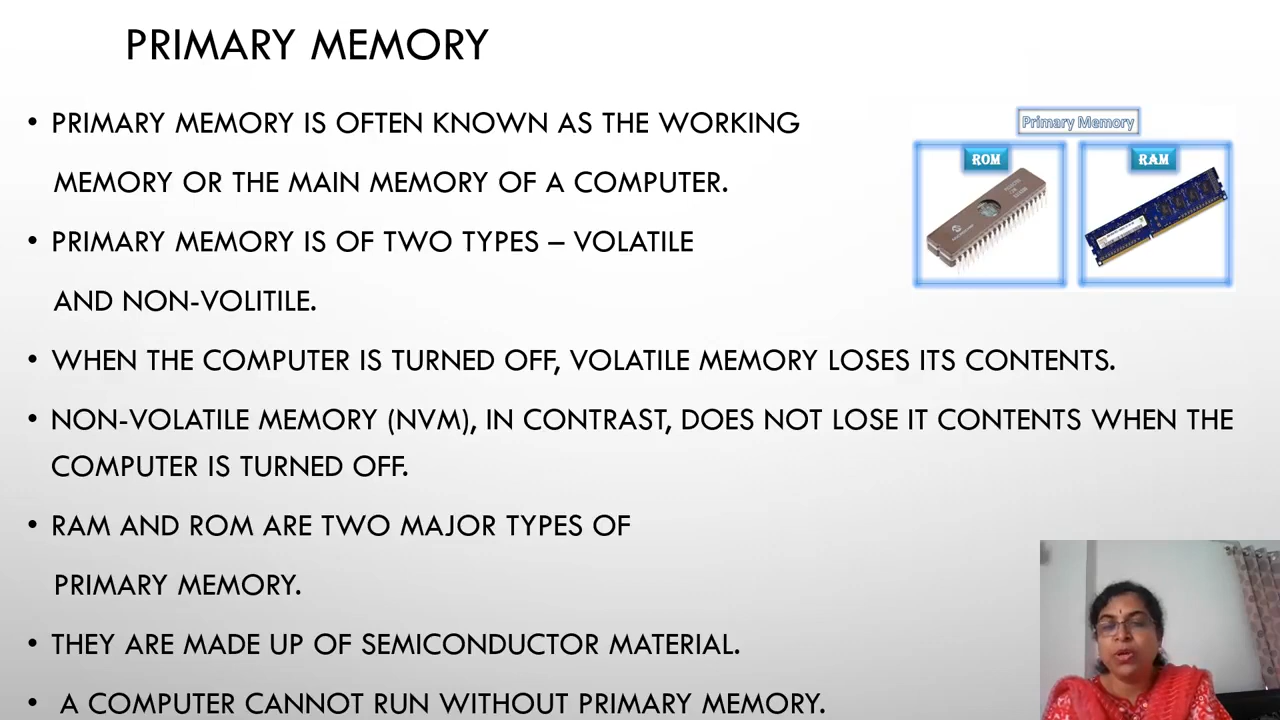 PRIMARY MEMORY
• PRIMARY MEMORY IS OFTEN KNOWN AS THE WORKING
MEMORY OR THE MAIN MEMORY OF A COMPUTER.
• PRIMARY MEMORY IS OF TWO TYPES – VOLATILE
AND NON-VOLITILE.
• WHEN THE COMPUTER IS TURNED OFF, VOLATILE MEMORY LOSES ITS CONTENTS.
• NON-VOLATILE MEMORY (NVM), IN CONTRAST, DOES NOT LOSE IT CONTENTS WHEN THE
COMPUTER IS TURNED OFF.
• RAM AND ROM ARE TWO MAJOR TYPES OF
PRIMARY MEMORY.
• THEY ARE MADE UP OF SEMICONDUCTOR MATERIAL.
• A COMPUTER CANNOT RUN WITHOUT PRIMARY MEMORY.
Primary Memory
ROM
RAM